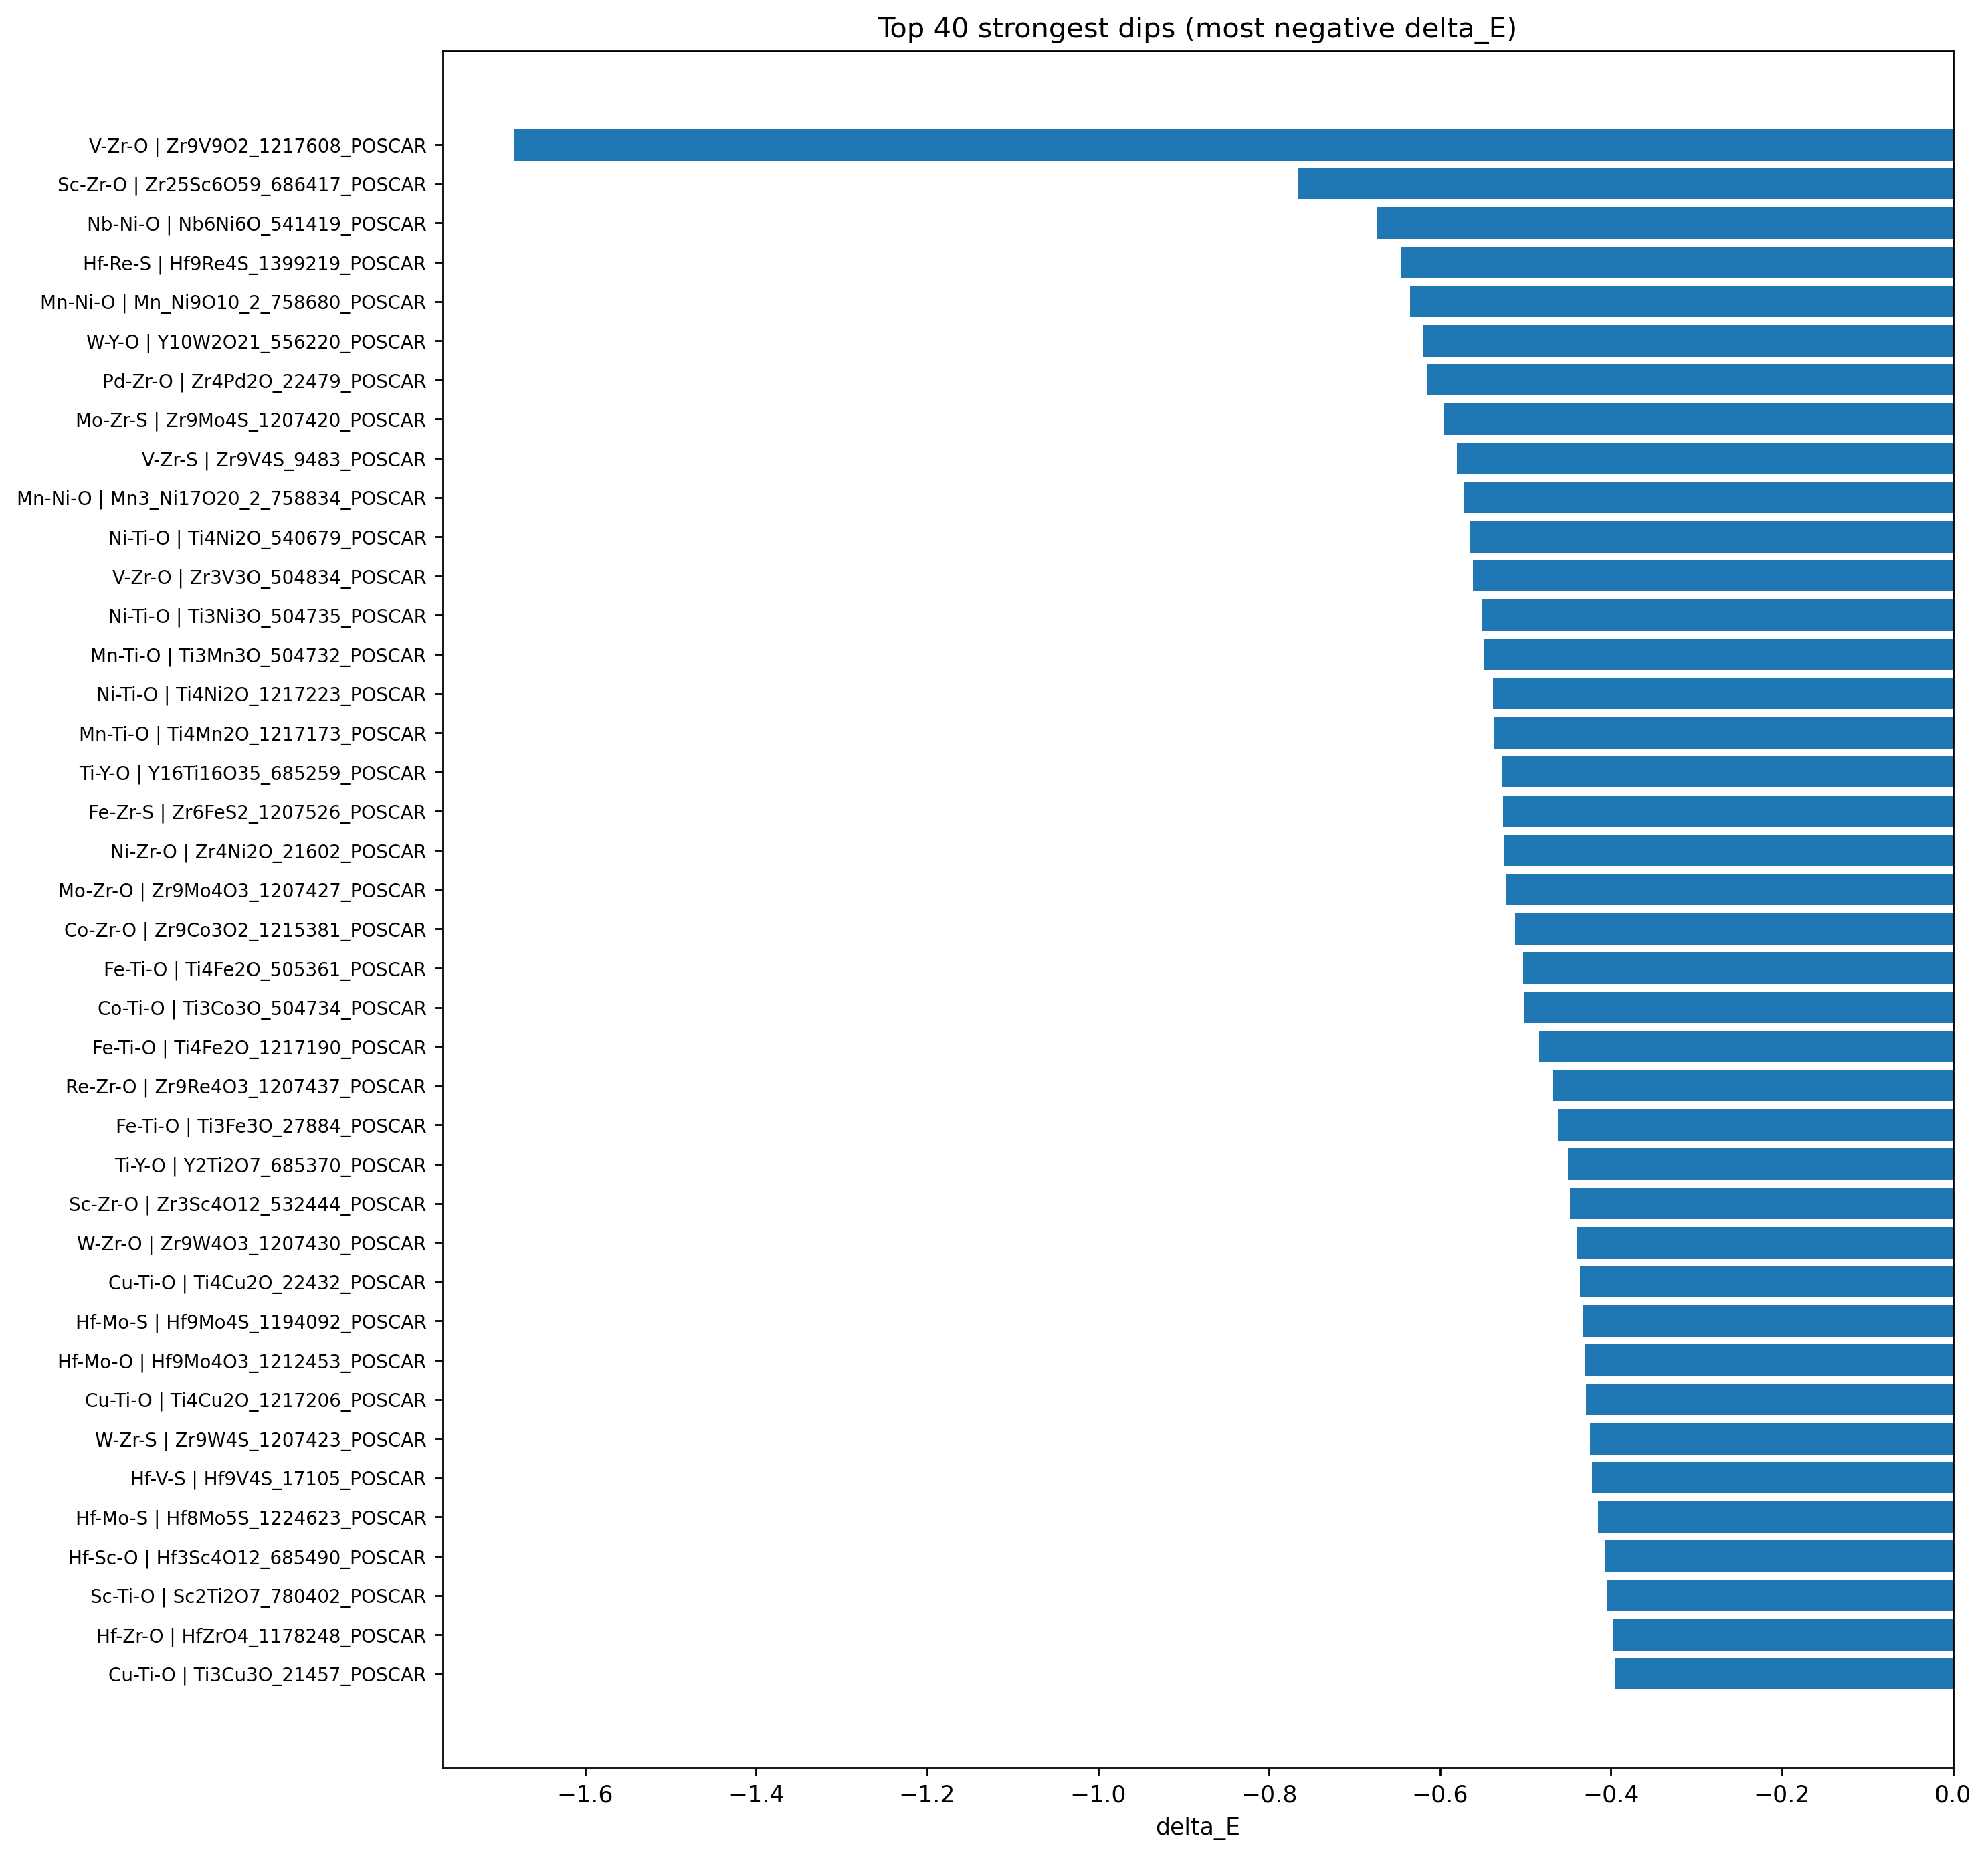 Top 40 strongest dips (most negative delta_E)
V-Zr-O | Zr9V9O2_1217608_POSCAR
Sc-Zr-O | Zr25Sc6O59_686417_POSCAR
Nb-Ni-O | Nb6Ni6O_541419_POSCAR
Hf-Re-S | Hf9Re4S_1399219_POSCAR
Mn-Ni-O | Mn_Ni9O10_2_758680_POSCAR
W-Y-O | Y10W2O21_556220_POSCAR
Pd-Zr-O | Zr4Pd2O_22479_POSCAR
Mo-Zr-S | Zr9Mo4S_1207420_POSCAR
V-Zr-S | Zr9V4S_9483_POSCAR
Mn-Ni-O | Mn3_Ni17O20_2_758834_POSCAR
Ni-Ti-O | Ti4Ni2O_540679_POSCAR
V-Zr-O | Zr3V3O_504834_POSCAR
Ni-Ti-O | Ti3Ni3O_504735_POSCAR
Mn-Ti-O | Ti3Mn3O_504732_POSCAR
Ni-Ti-O | Ti4Ni2O_1217223_POSCAR
Mn-Ti-O | Ti4Mn2O_1217173_POSCAR
Ti-Y-O | Y16Ti16O35_685259_POSCAR
Fe-Zr-S | Zr6FeS2_1207526_POSCAR
Ni-Zr-O | Zr4Ni2O_21602_POSCAR
Mo-Zr-O | Zr9Mo4O3_1207427_POSCAR
Co-Zr-O | Zr9Co3O2_1215381_POSCAR
Fe-Ti-O | Ti4Fe2O_505361_POSCAR
Co-Ti-O | Ti3Co3O_504734_POSCAR
Fe-Ti-O | Ti4Fe2O_1217190_POSCAR
Re-Zr-O | Zr9Re4O3_1207437_POSCAR
Fe-Ti-O | Ti3Fe3O_27884_POSCAR
Ti-Y-O | Y2Ti2O7_685370_POSCAR
Sc-Zr-O | Zr3Sc4O12_532444_POSCAR
W-Zr-O | Zr9W4O3_1207430_POSCAR
Cu-Ti-O | Ti4Cu2O_22432_POSCAR
Hf-Mo-S | Hf9Mo4S_1194092_POSCAR
Hf-Mo-O | Hf9Mo4O3_1212453_POSCAR
Cu-Ti-O | Ti4Cu2O_1217206_POSCAR
W-Zr-S | Zr9W4S_1207423_POSCAR
Hf-V-S | Hf9V4S_17105_POSCAR
Hf-Mo-S | Hf8Mo5S_1224623_POSCAR
Hf-Sc-O | Hf3Sc4O12_685490_POSCAR
Sc-Ti-O | Sc2Ti2O7_780402_POSCAR
Hf-Zr-O | HfZrO4_1178248_POSCAR
Cu-Ti-O | Ti3Cu3O_21457_POSCAR
−1.6 −1.4 −1.2 −1.0 −0.8 −0.6 −0.4 −0.2 0.0
delta_E